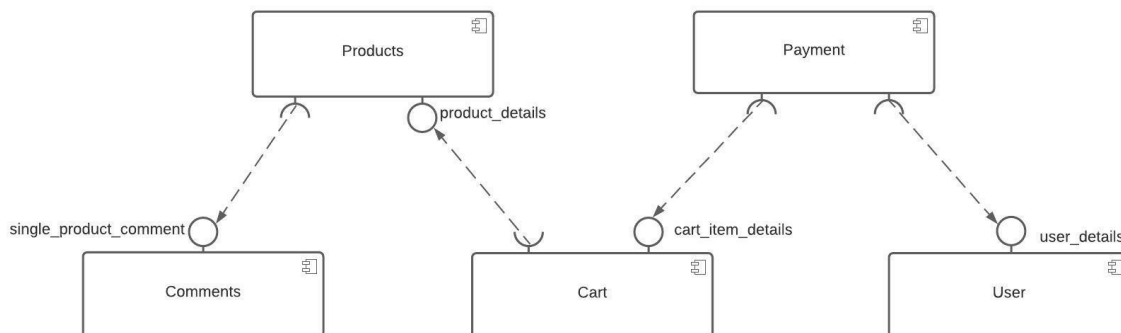 Products
Payment
product_details
single_product_comment
cart_item_details
user_details
Comments
Cart
User